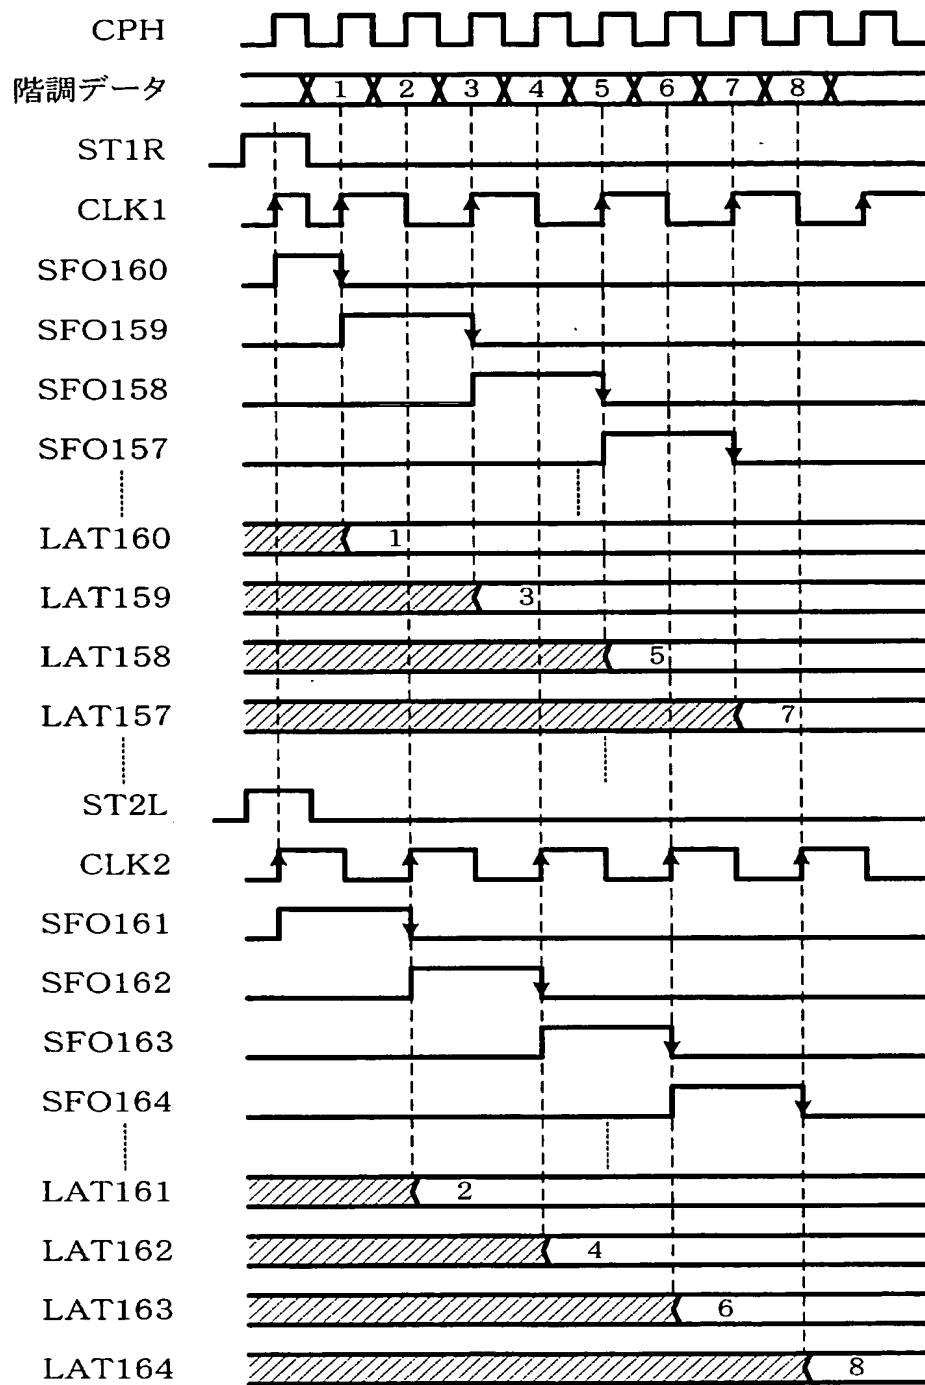 CPH
階調データ 1 2 3 4 5 6 7 8
ST1R
CLK1
SFO160
SFO159
SFO158
SFO157
LAT160 1
LAT159 3
LAT158 5
LAT157 7
ST2L
CLK2
SFO161
SFO162
SFO163
SFO164
LAT161 2
LAT162 4
LAT163 6
LAT164 8